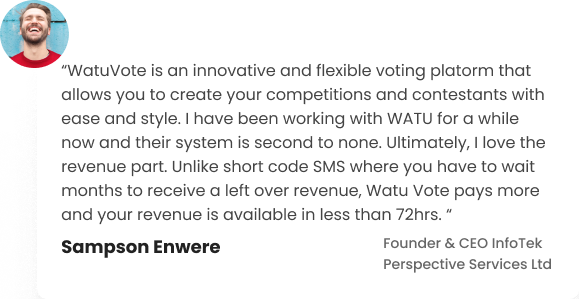 “WatuVote is an innovative and flexible voting platorm that
allows you to create your competitions and contestants with
ease and style. I have been working with WATU for a while
now and their system is second to none. Ultimately, I love the
revenue part. Unlike short code SMS where you have to wait
months to receive a left over revenue, Watu Vote pays more
and your revenue is available in less than 72hrs. “
Sampson Enwere
Founder & CEO InfoTek
Perspective Services Ltd